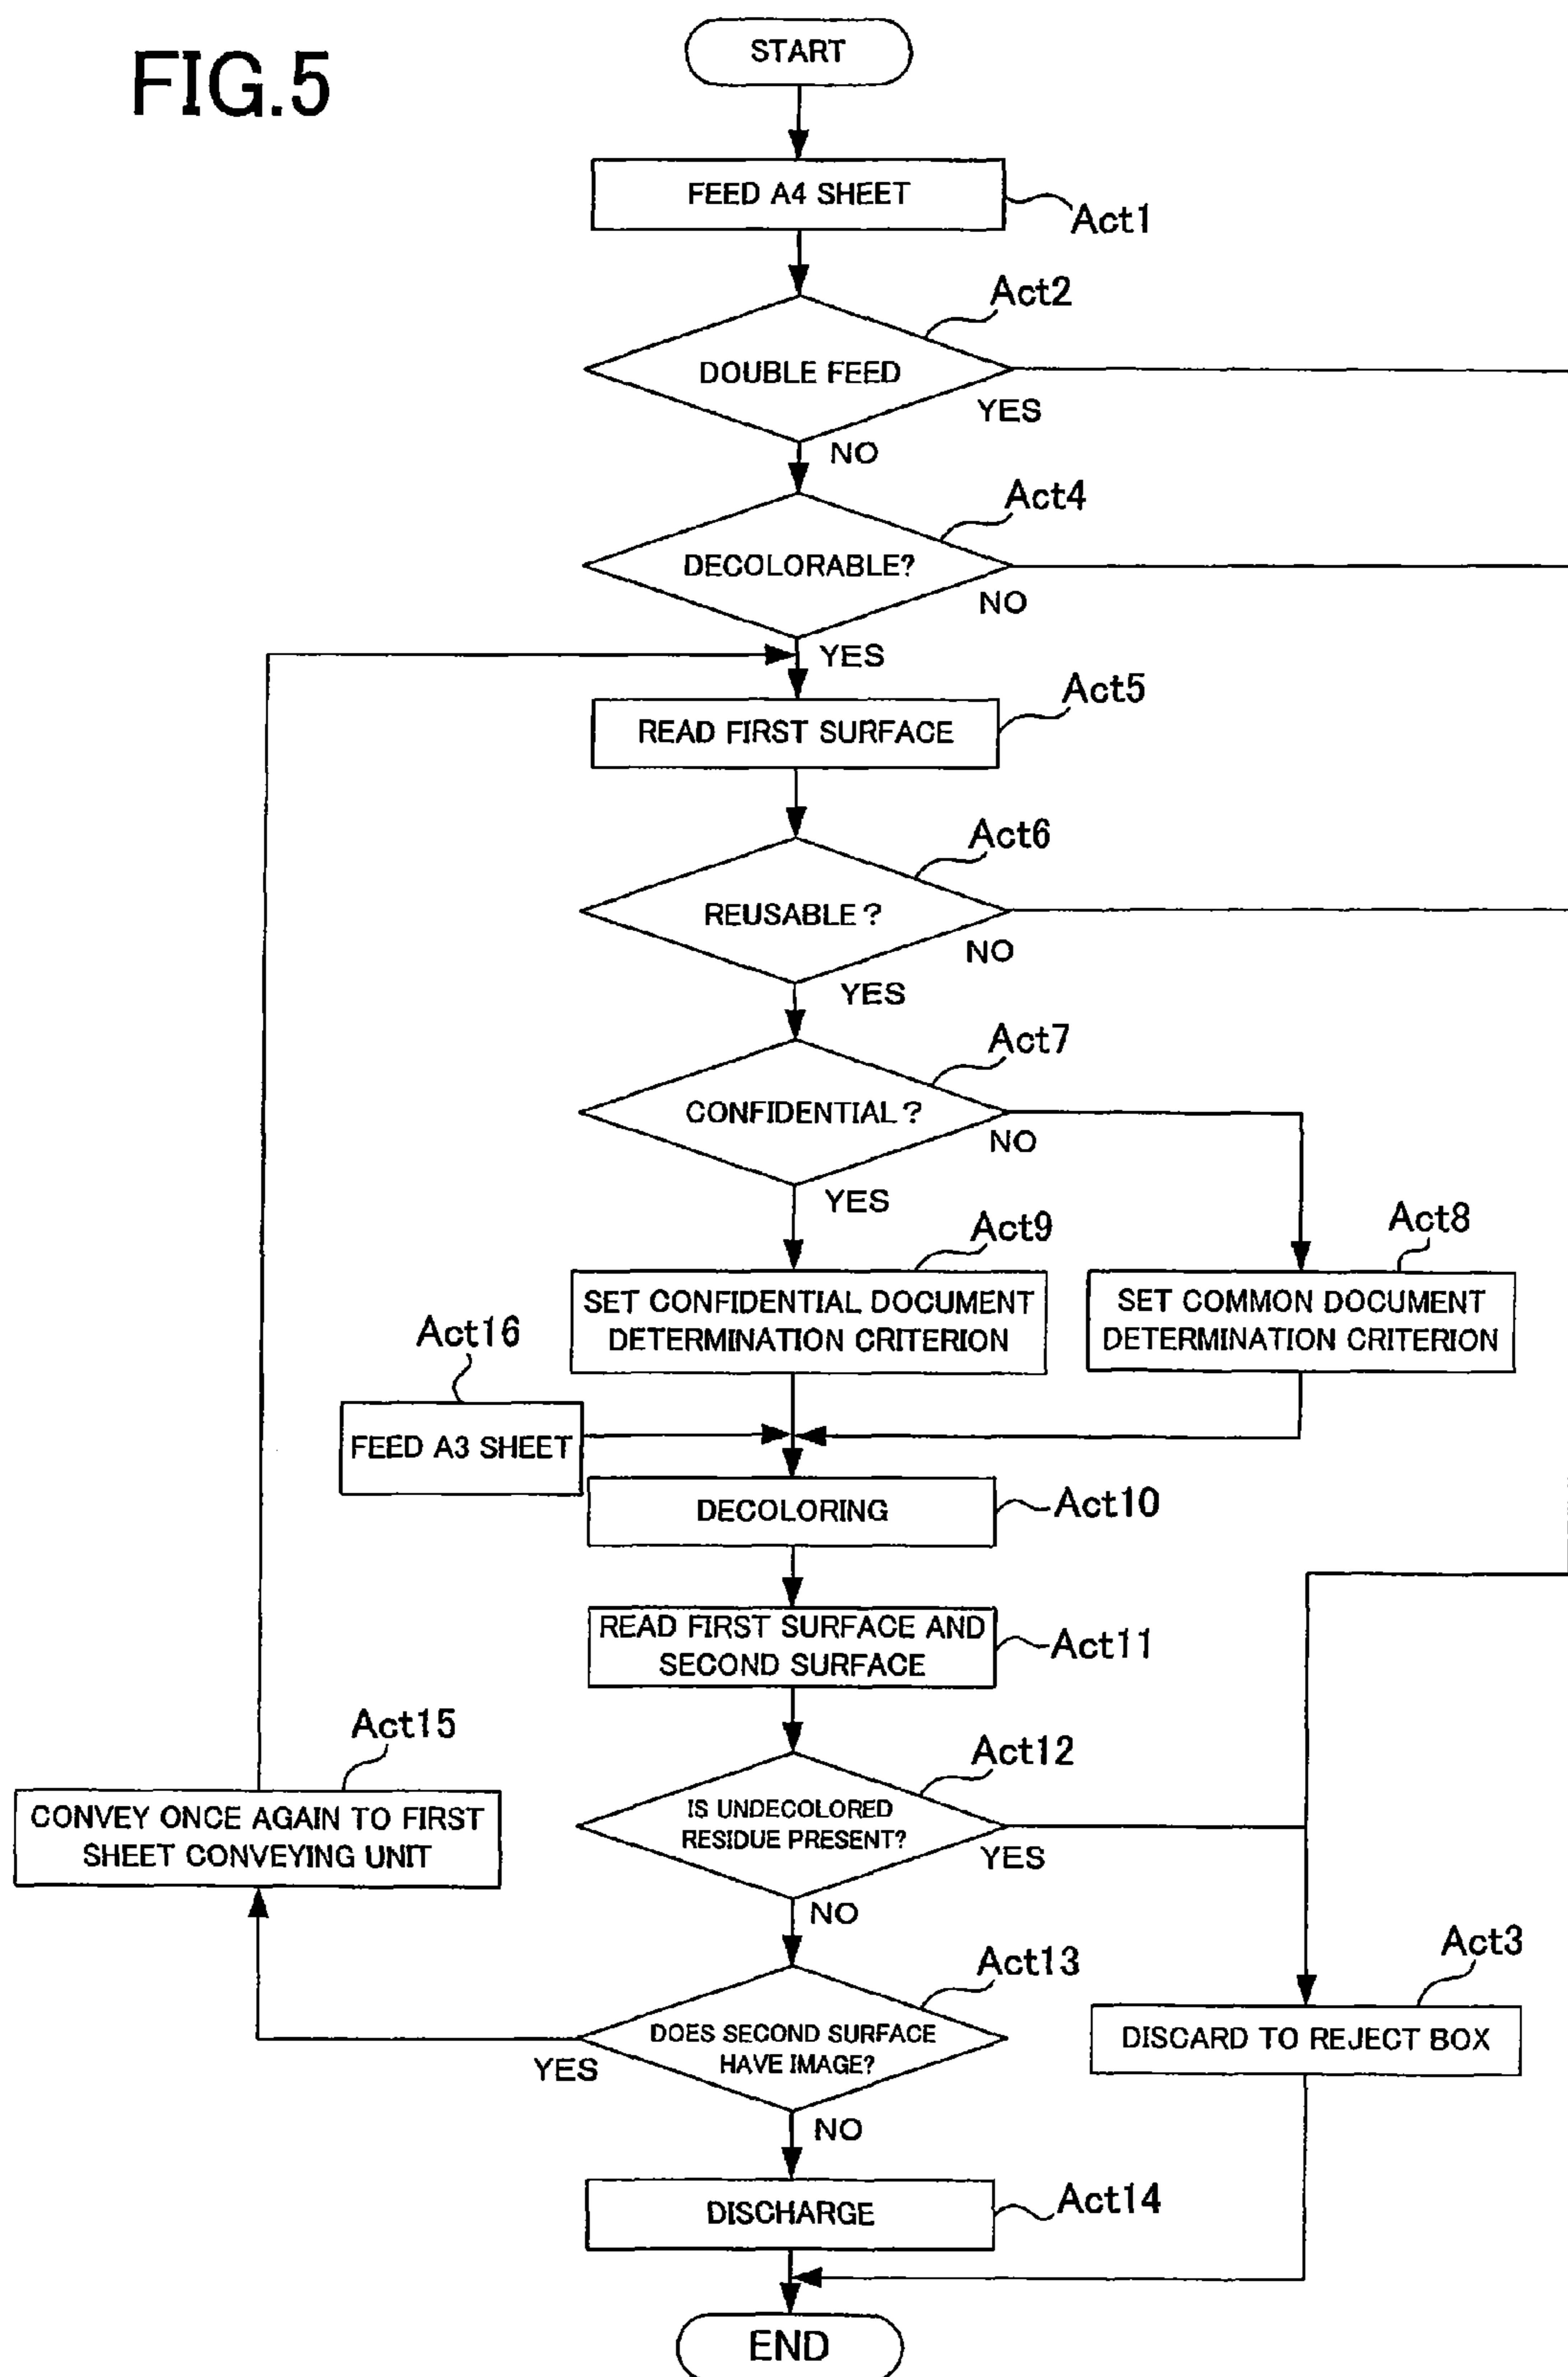 FIG.5
START
FEED A4 SHEET
Act1
Act2
DOUBLE FEED
YES
NO
Act4
DECOLORABLE?
NO
YES
Act5
READ FIRST SURFACE
Act6
REUSABLE?
NO
YES
Act7
CONFIDENTIAL?
NO
YES
Act9
Act8
SET CONFIDENTIAL DOCUMENT
DETERMINATION CRITERION
SET COMMON DOCUMENT
DETERMINATION CRITERION
Act16
FEED A3 SHEET
DECOLORING
Act10
READ FIRST SURFACE AND
SECOND SURFACE
Act11
Act15
CONVEY ONCE AGAIN TO FIRST
SHEET CONVEYING UNIT
Act12
IS UNDECOLORED
RESIDUE PRESENT?
YES
NO
Act13
DOES SECOND SURFACE
HAVE IMAGE?
YES
NO
Act3
DISCARD TO REJECT BOX
DISCHARGE
Act14
END